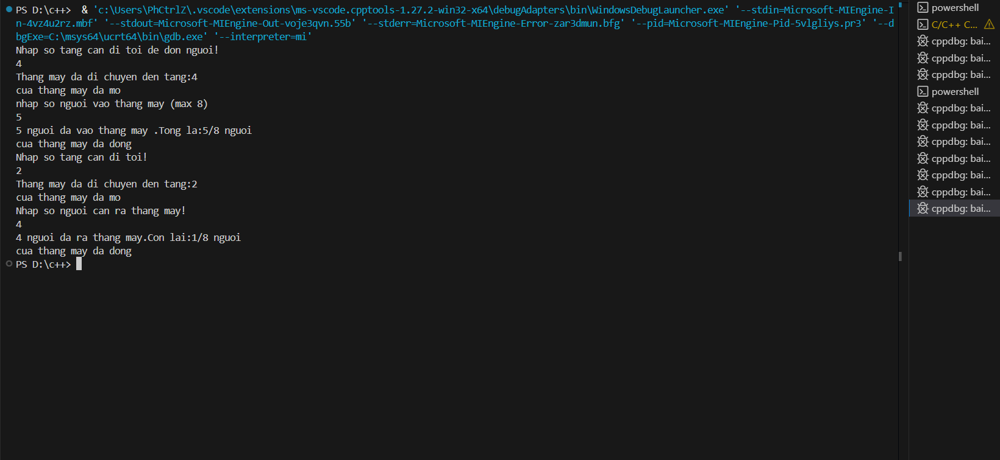 PS D:\c++>  & 'c:\Users\PhCtrlZ\.vscode\extensions\ms-vscode.cpptools-1.27.2-win32-x64\debugAdapters\bin\WindowsDebugLauncher.exe' '--stdin=Microsoft-MIEngine-I
n-4vz4u2rz.mbf' '--stdout=Microsoft-MIEngine-Out-voje3qvn.55b' '--stderr=Microsoft-MIEngine-Error-zar3dmun.bfg' '--pid=Microsoft-MIEngine-Pid-5vlgliys.pr3' '--d
bgExe=C:\msys64\ucrt64\bin\gdb.exe' '--interpreter=mi'
Nhap so tang can di toi de don nguoi!
4
Thang may da di chuyen den tang:4
cua thang may da mo
nhap so nguoi vao thang may (max 8)
5
5 nguoi da vao thang may .Tong la:5/8 nguoi
cua thang may da dong
Nhap so tang can di toi!
2
Thang may da di chuyen den tang:2
cua thang may da mo
Nhap so nguoi can ra thang may!
4
4 nguoi da ra thang may.Con lai:1/8 nguoi
cua thang may da dong
PS D:\c++>
powershell
C/C++ C...
cppdbg: bai...
cppdbg: bai...
cppdbg: bai...
powershell
cppdbg: bai...
cppdbg: bai...
cppdbg: bai...
cppdbg: bai...
cppdbg: bai...
cppdbg: bai...
cppdbg: bai...